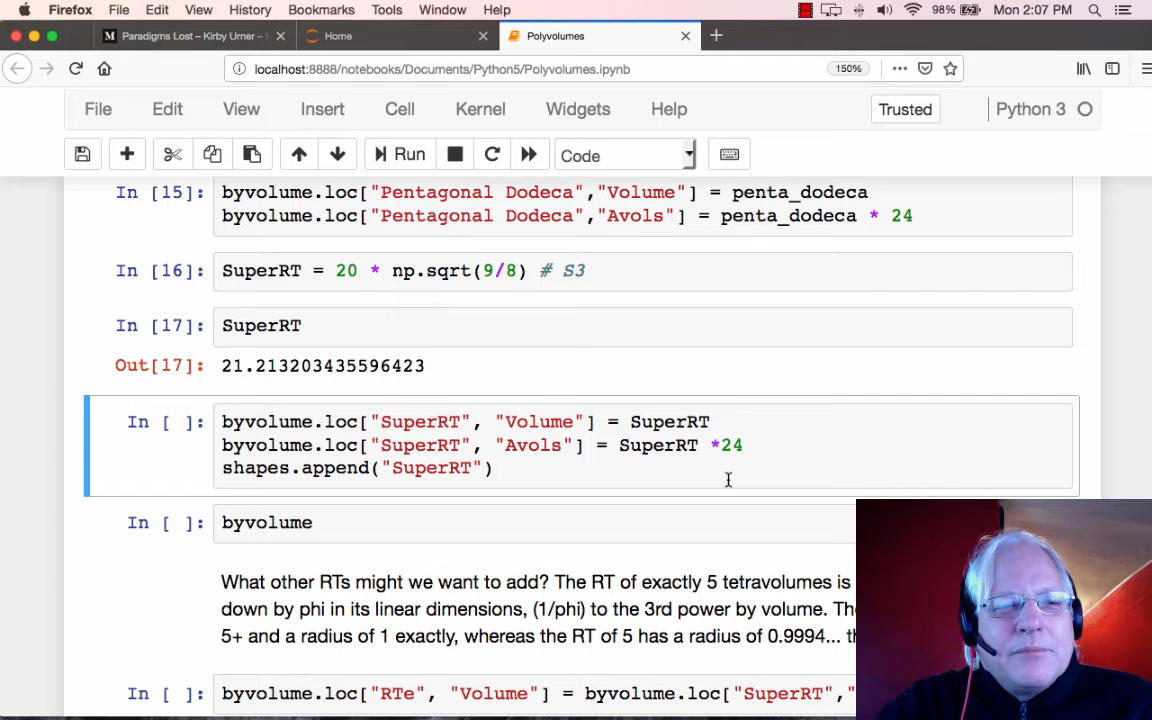 Firefox File Edit View History Bookmarks Tools Window Help 98% Mon 2:07 PM
M Paradigms Lost – Kirby Urner – Home Polyvolumes
localhost:8888/notebooks/Documents/Python5/Polyvolumes.ipynb 150%
File Edit View Insert Cell Kernel Widgets Help Trusted Python 3
Run Code
In [15]: byvolume.loc["Pentagonal Dodeca","Volume"] = penta_dodeca
byvolume.loc["Pentagonal Dodeca","Avols"] = penta_dodeca * 24
In [16]: SuperRT = 20 * np.sqrt(9/8) # S3
In [17]: SuperRT
Out[17]: 21.213203435596423
In [ ]: byvolume.loc["SuperRT", "Volume"] = SuperRT
byvolume.loc["SuperRT", "Avols"] = SuperRT *24
shapes.append("SuperRT")
In [ ]: byvolume
What other RTs might we want to add? The RT of exactly 5 tetravolumes is
down by phi in its linear dimensions, (1/phi) to the 3rd power by volume. The
5+ and a radius of 1 exactly, whereas the RT of 5 has a radius of 0.9994...
In [ ]: byvolume.loc["RTe", "Volume"] = byvolume.loc["SuperRT","